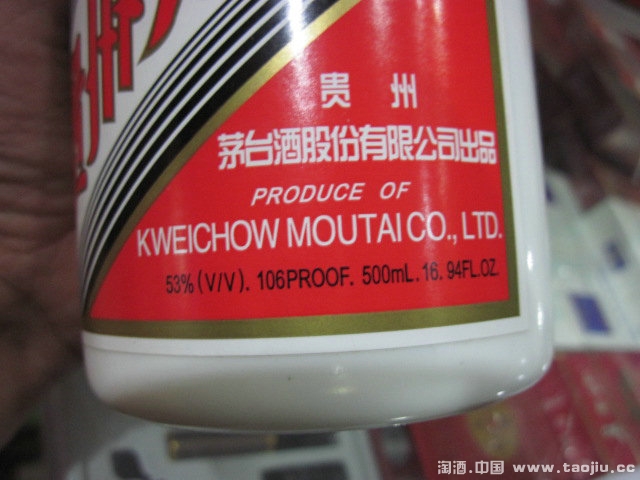 贵 州
茅台酒股份有限公司出品
PRODUCE OF
KWEICHOW MOUTAI CO., LTD.
53% (V/V). 106PROOF. 500mL. 16. 94FL.OZ.
淘酒.中国 www.taojiu.cc